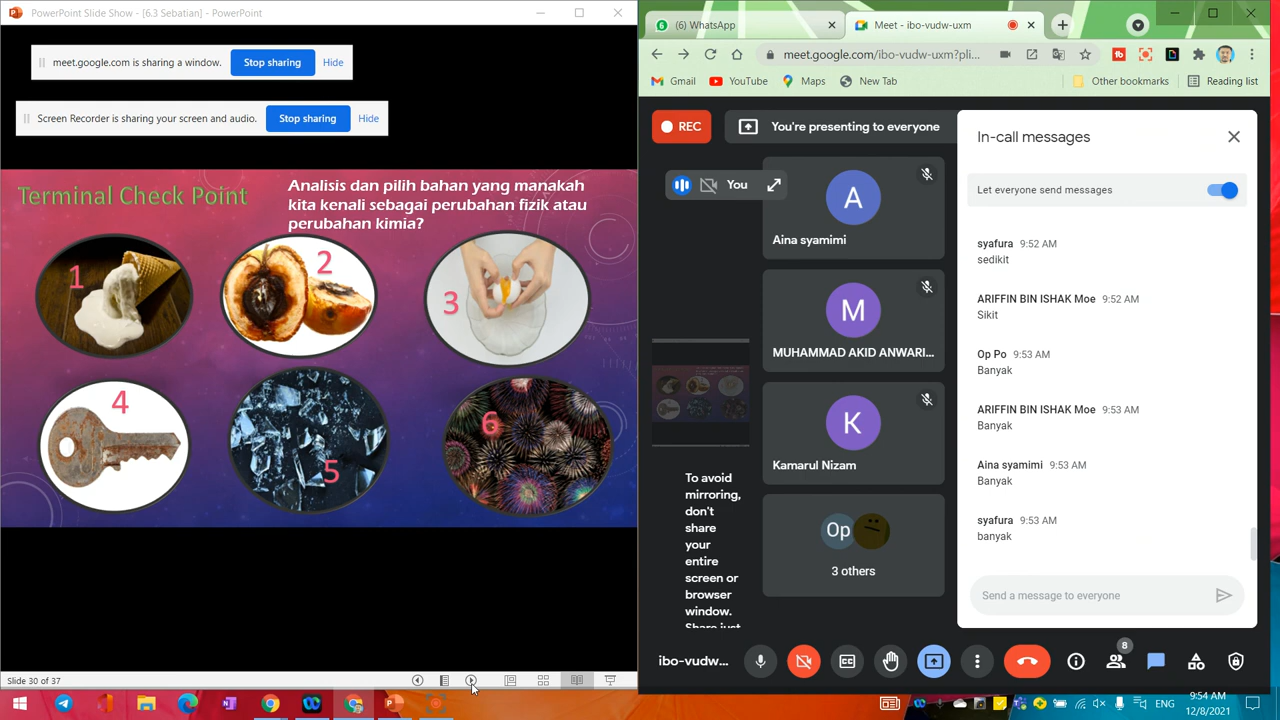 PowerPoint Slide Show - [6.3 Sebatian] - PowerPoint
meet.google.com is sharing a window.
Stop sharing
Hide
Screen Recorder is sharing your screen and audio.
Stop sharing
Hide
Terminal Check Point
Analisis dan pilih bahan yang manakah
kita kenali sebagai perubahan fizik atau
perubahan kimia?
1
2
3
4
5
6
Slide 30 of 37
(6) WhatsApp
Meet - ibo-vudw-uxm
meet.google.com/ibo-vudw-uxm?pli...
Gmail
YouTube
Maps
New Tab
Other bookmarks
Reading list
REC
You're presenting to everyone
You
A
Aina syamimi
M
MUHAMMAD AKID ANWARI...
K
Kamarul Nizam
Op
3 others
To avoid
mirroring,
don't
share
your
entire
screen or
browser
window.
Share just
In-call messages
Let everyone send messages
syafura 9:52 AM
sedikit
ARIFFIN BIN ISHAK Moe 9:52 AM
Sikit
Op Po 9:53 AM
Banyak
ARIFFIN BIN ISHAK Moe 9:53 AM
Banyak
Aina syamimi 9:53 AM
Banyak
syafura 9:53 AM
banyak
Send a message to everyone
ibo-vudw...
8
ENG
9:54 AM
12/8/2021